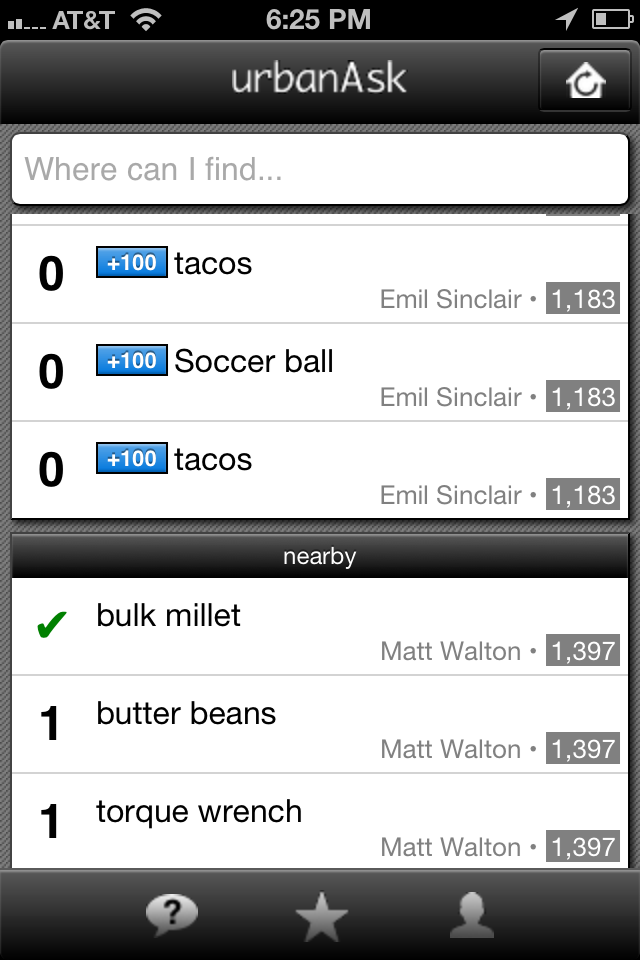 AT&T 6:25 PM
urbanAsk
Where can I find...
0 +100 tacos
Emil Sinclair • 1,183
0 +100 Soccer ball
Emil Sinclair • 1,183
0 +100 tacos
Emil Sinclair • 1,183
nearby
✔ bulk millet
Matt Walton • 1,397
1 butter beans
Matt Walton • 1,397
1 torque wrench
Matt Walton • 1,397
?